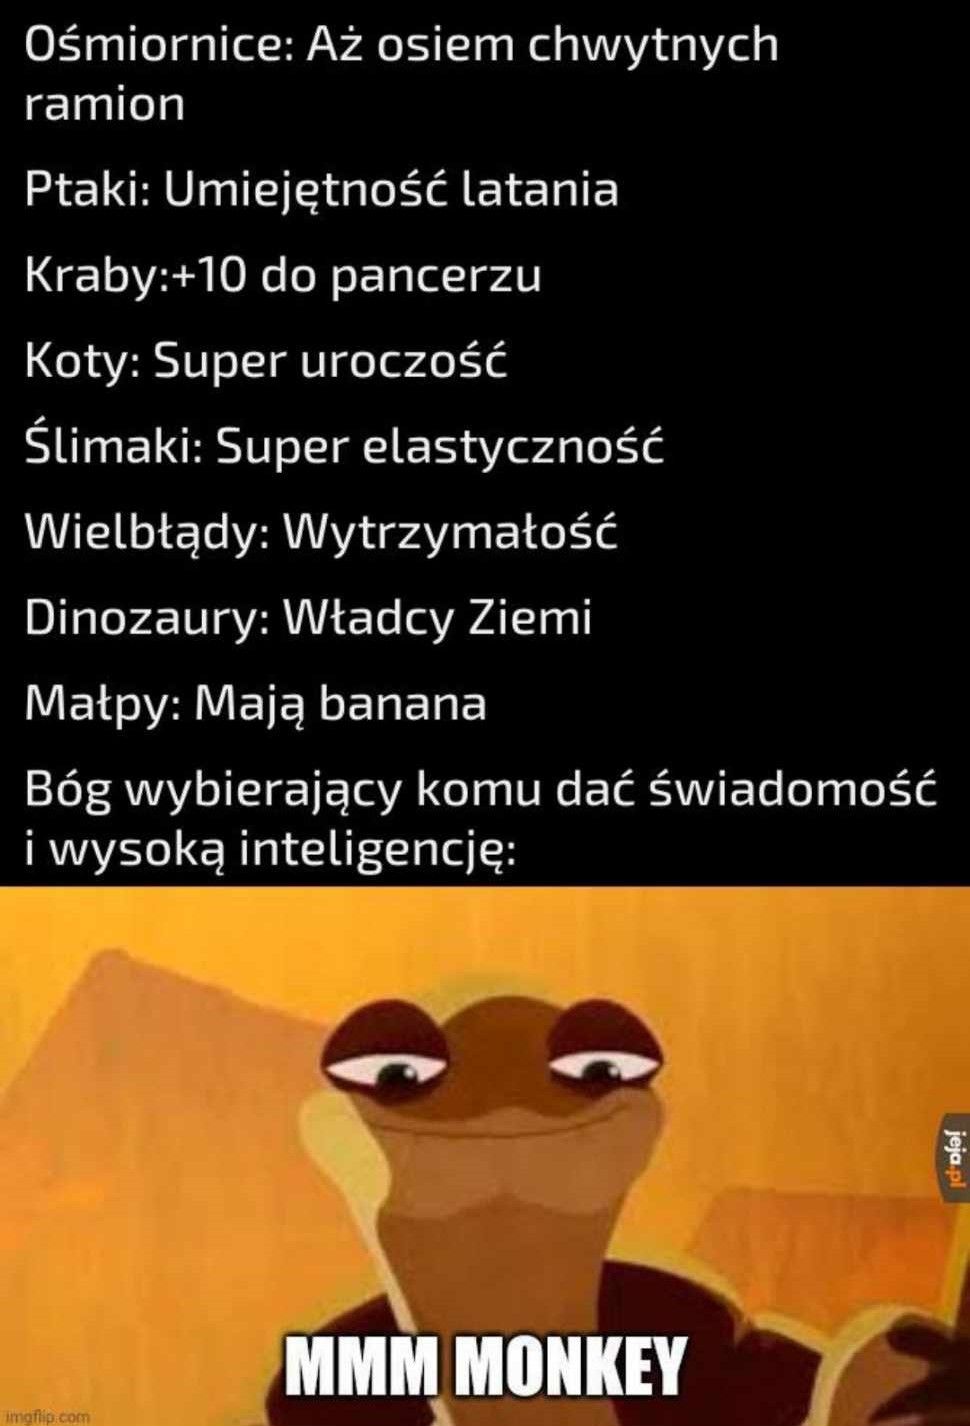 Ośmiornice: Aż osiem chwytnych
ramion
Ptaki: Umiejętność latania
Kraby:+10 do pancerzu
Koty: Super uroczość
Ślimaki: Super elastyczność
Wielbłądy: Wytrzymałość
Dinozaury: Władcy Ziemi
Małpy: Mają banana
Bóg wybierający komu dać świadomość
i wysoką inteligencję:
jeja.pl
MMM MONKEY
imgflip.com